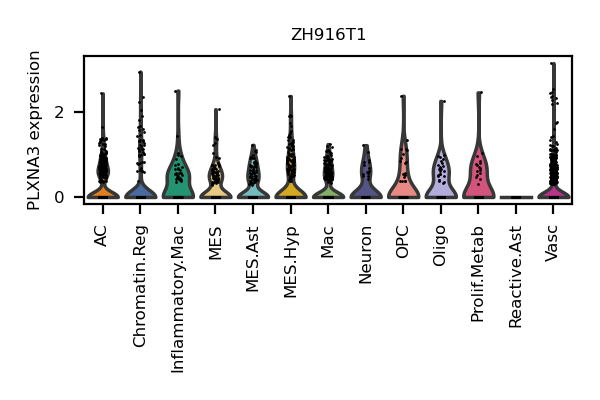 ZH916T1
PLXNA3 expression
2
0
AC
Chromatin.Reg
Inflammatory.Mac
MES
MES.Ast
MES.Hyp
Mac
Neuron
OPC
Oligo
Prolif.Metab
Reactive.Ast
Vasc